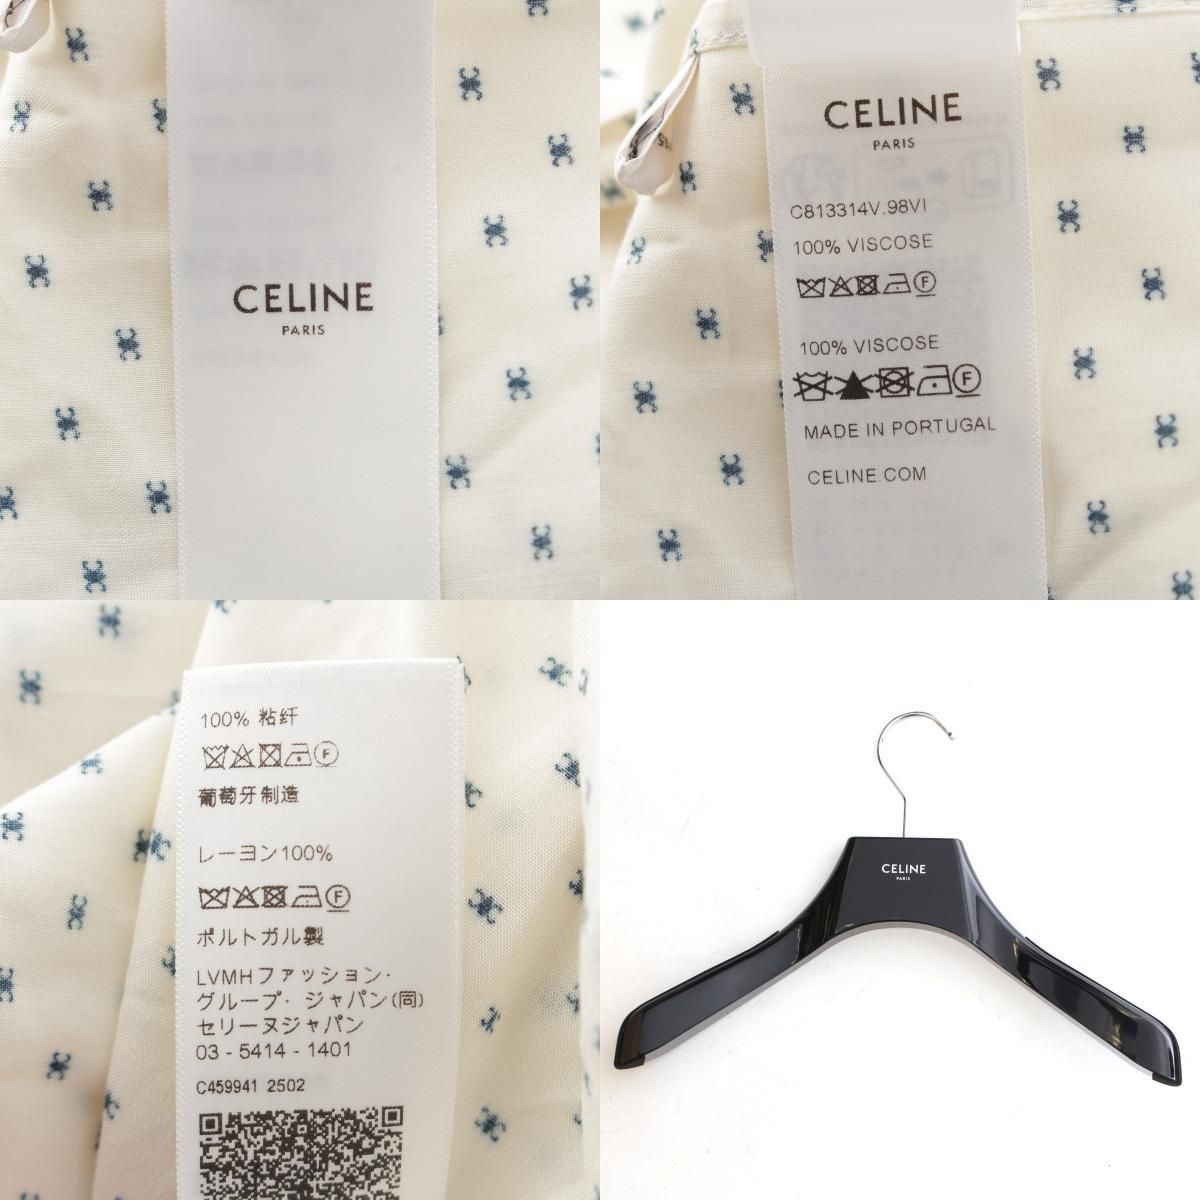 CELINE
PARIS
CELINE
PARIS
C813314V.98VI
100% VISCOSE
F
100% VISCOSE
F
MADE IN PORTUGAL
CELINE.COM
100% 粘纤
F
葡萄牙制造
レーヨン100%
F
ポルトガル製
LVMHファッション・
グループ・ジャパン(同)
セリーヌジャパン
03 - 5414 - 1401
C459941 2502
CELINE
PARIS